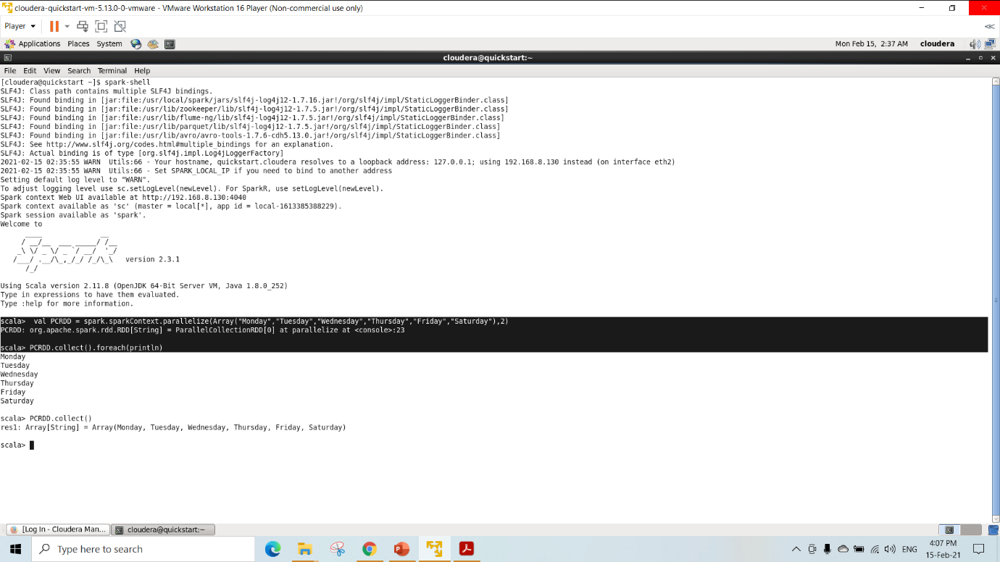 cloudera-quickstart-vm-5.13.0-0-vmware - VMware Workstation 16 Player (Non-commercial use only)
Player
Applications Places System Mon Feb 15, 2:37 AM cloudera
cloudera@quickstart:~
File Edit View Search Terminal Help
[cloudera@quickstart ~]$ spark-shell
SLF4J: Class path contains multiple SLF4J bindings.
SLF4J: Found binding in [jar:file:/usr/local/spark/jars/slf4j-log4j12-1.7.16.jar!/org/slf4j/impl/StaticLoggerBinder.class]
SLF4J: Found binding in [jar:file:/usr/lib/zookeeper/lib/slf4j-log4j12-1.7.5.jar!/org/slf4j/impl/StaticLoggerBinder.class]
SLF4J: Found binding in [jar:file:/usr/lib/flume-ng/lib/slf4j-log4j12-1.7.5.jar!/org/slf4j/impl/StaticLoggerBinder.class]
SLF4J: Found binding in [jar:file:/usr/lib/parquet/lib/slf4j-log4j12-1.7.5.jar!/org/slf4j/impl/StaticLoggerBinder.class]
SLF4J: Found binding in [jar:file:/usr/lib/avro/avro-tools-1.7.6-cdh5.13.0.jar!/org/slf4j/impl/StaticLoggerBinder.class]
SLF4J: See http://www.slf4j.org/codes.html#multiple_bindings for an explanation.
SLF4J: Actual binding is of type [org.slf4j.impl.Log4jLoggerFactory]
2021-02-15 02:35:55 WARN  Utils:66 - Your hostname, quickstart.cloudera resolves to a loopback address: 127.0.0.1; using 192.168.8.130 instead (on interface eth2)
2021-02-15 02:35:55 WARN  Utils:66 - Set SPARK_LOCAL_IP if you need to bind to another address
Setting default log level to "WARN".
To adjust logging level use sc.setLogLevel(newLevel). For SparkR, use setLogLevel(newLevel).
Spark context Web UI available at http://192.168.8.130:4040
Spark context available as 'sc' (master = local[*], app id = local-1613385388229).
Spark session available as 'spark'.
Welcome to
      ____              __
     / __/__  ___ _____/ /__
    _\ \/ _ \/ _ `/ __/  '_/
   /___/ .__/\_,_/_/ /_/\_\   version 2.3.1
      /_/
Using Scala version 2.11.8 (OpenJDK 64-Bit Server VM, Java 1.8.0_252)
Type in expressions to have them evaluated.
Type :help for more information.
scala>  val PCRDD = spark.sparkContext.parallelize(Array("Monday","Tuesday","Wednesday","Thursday","Friday","Saturday"),2)
PCRDD: org.apache.spark.rdd.RDD[String] = ParallelCollectionRDD[0] at parallelize at <console>:23
scala> PCRDD.collect().foreach(println)
Monday
Tuesday
Wednesday
Thursday
Friday
Saturday
scala> PCRDD.collect()
res1: Array[String] = Array(Monday, Tuesday, Wednesday, Thursday, Friday, Saturday)
scala>
[Log In - Cloudera Man... cloudera@quickstart:~
Type here to search ENG 4:07 PM
15-Feb-21